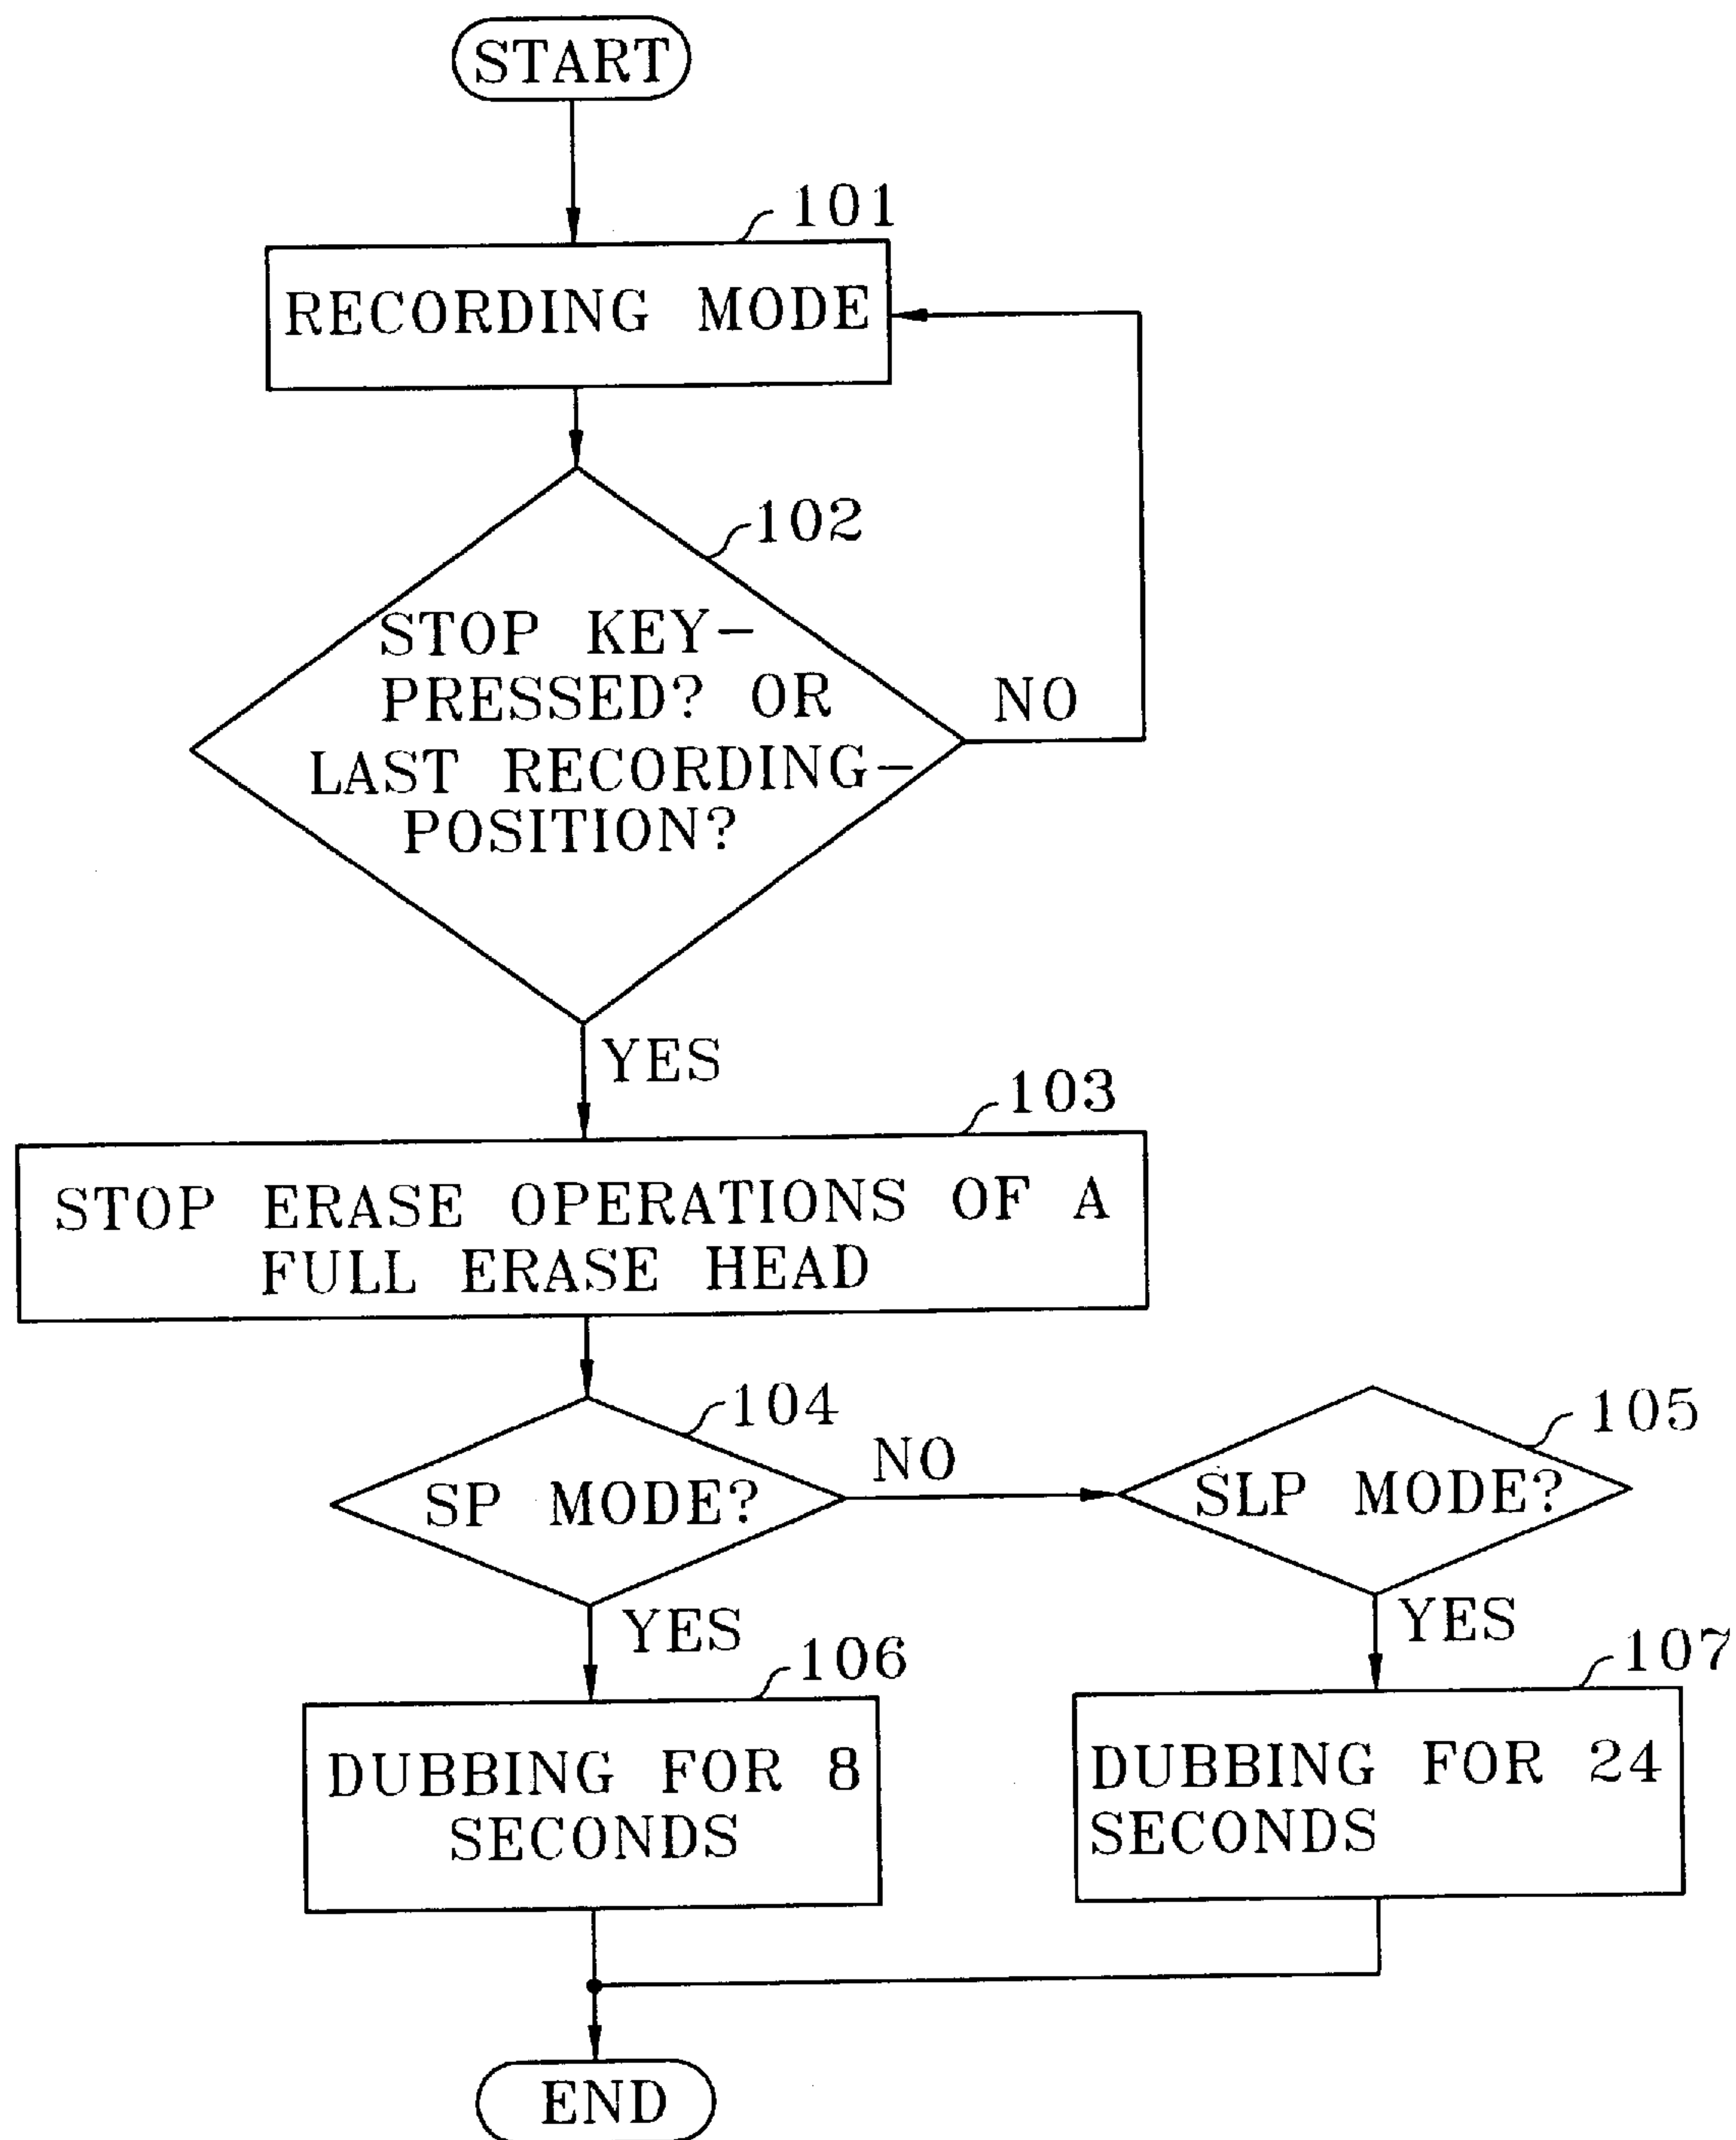 START
101
RECORDING MODE
102
STOP KEY-
PRESSED? OR
LAST RECORDING-
POSITION?
NO
YES
103
STOP ERASE OPERATIONS OF A
FULL ERASE HEAD
104
SP MODE?
NO
105
SLP MODE?
YES
YES
106
DUBBING FOR 8
SECONDS
107
DUBBING FOR 24
SECONDS
END